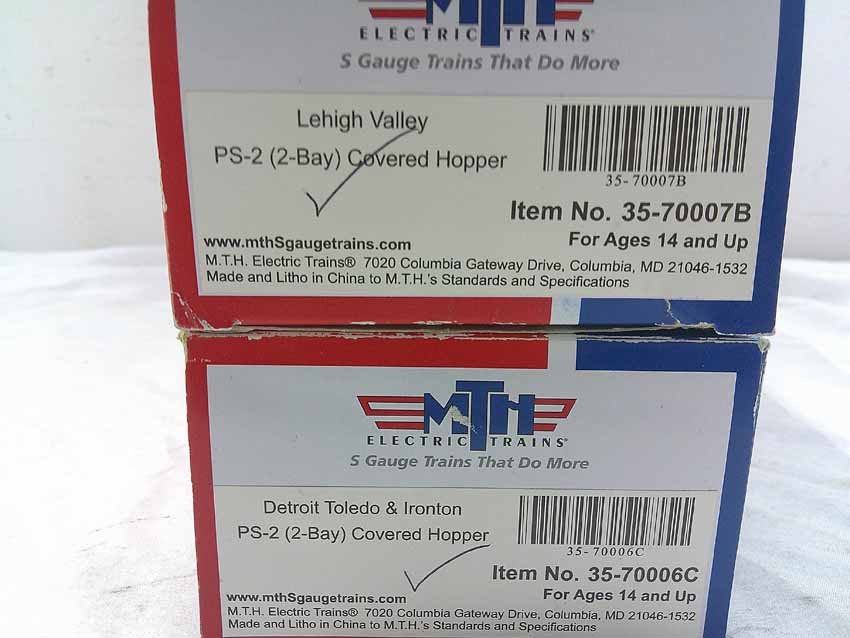 MTH
ELECTRIC TRAINS®
S Gauge Trains That Do More
Lehigh Valley
PS-2 (2-Bay) Covered Hopper
35-70007B
Item No. 35-70007B
For Ages 14 and Up
www.mthSgaugetrains.com
M.T.H. Electric Trains® 7020 Columbia Gateway Drive, Columbia, MD 21046-1532
Made and Litho in China to M.T.H.'s Standards and Specifications
MTH
ELECTRIC TRAINS®
S Gauge Trains That Do More
Detroit Toledo & Ironton
PS-2 (2-Bay) Covered Hopper
35-70006C
Item No. 35-70006C
For Ages 14 and Up
www.mthSgaugetrains.com
M.T.H. Electric Trains® 7020 Columbia Gateway Drive, Columbia, MD 21046-1532
Made and Litho in China to M.T.H.'s Standards and Specifications